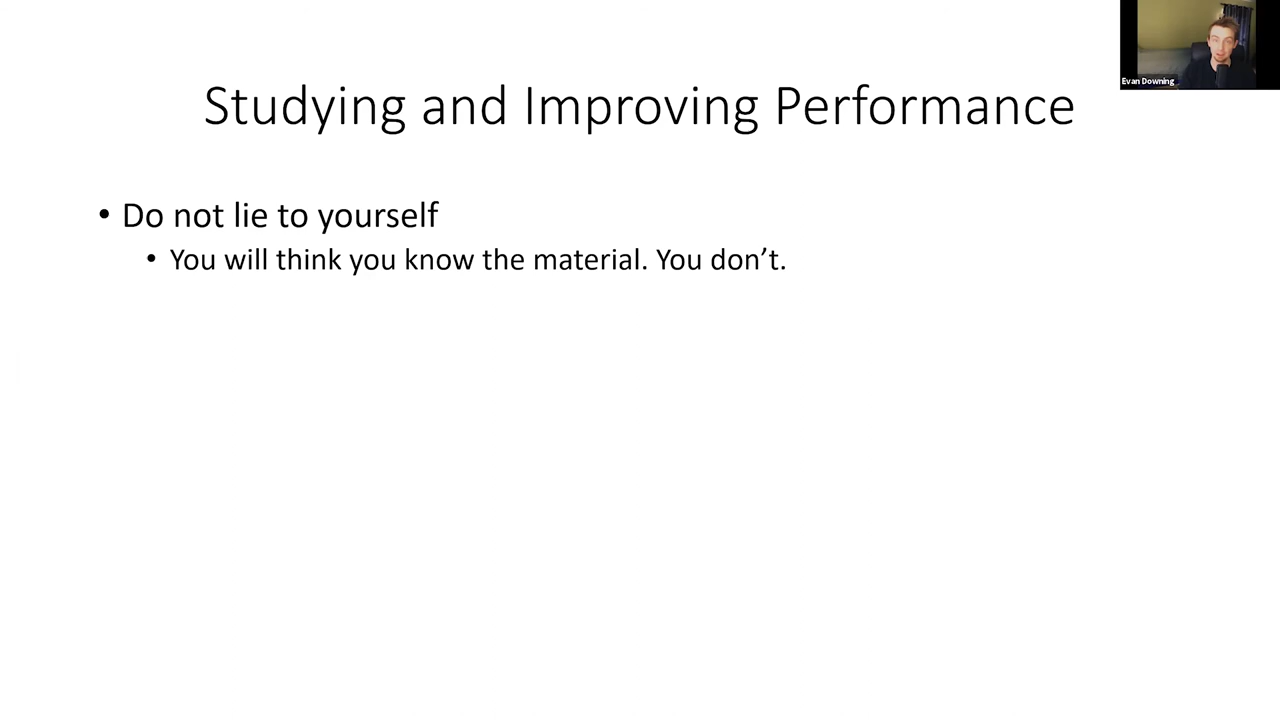 Evan Downing
Studying and Improving Performance
• Do not lie to yourself
• You will think you know the material. You don’t.